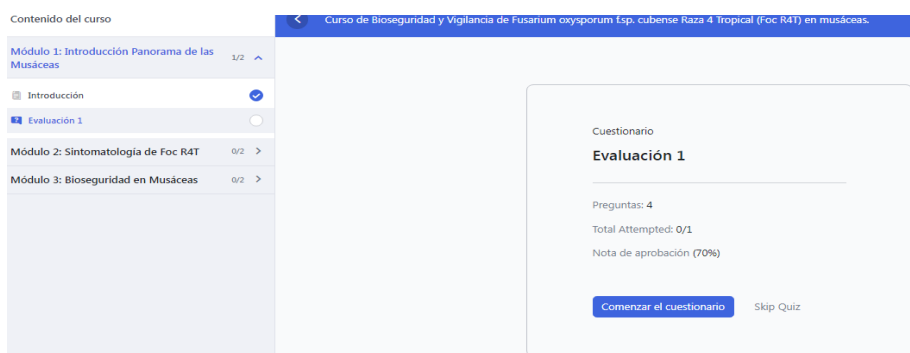 Contenido del curso
Curso de Bioseguridad y Vigilancia de Fusarium oxysporum f.sp. cubense Raza 4 Tropical (Foc R4T) en musáceas.
Módulo 1: Introducción Panorama de las
Musáceas
1/2
Introducción
Evaluación 1
Módulo 2: Sintomatología de Foc R4T 0/2
Módulo 3: Bioseguridad en Musáceas 0/2
Cuestionario
Evaluación 1
Preguntas: 4
Total Attempted: 0/1
Nota de aprobación (70%)
Comenzar el cuestionario Skip Quiz